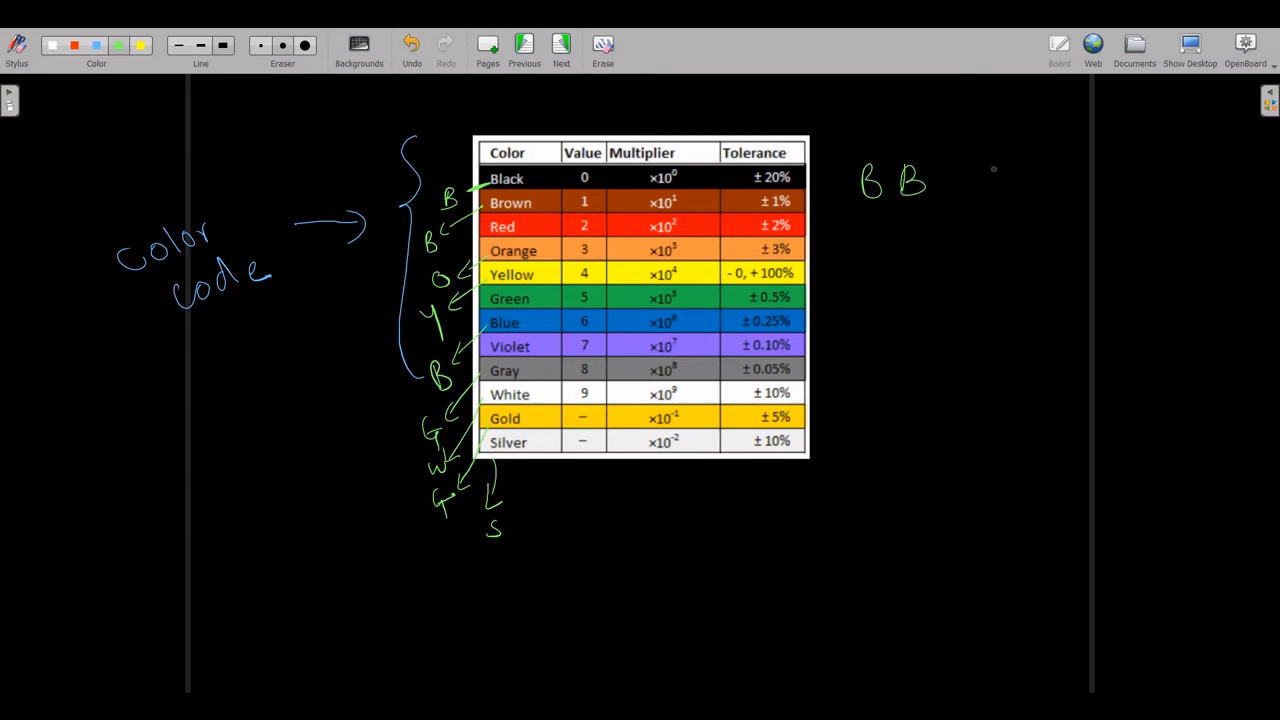 Stylus Color Line Eraser Backgrounds Undo Redo Pages Previous Next Erase Board Web Documents Show Desktop OpenBoard
Color Value Multiplier Tolerance
Black 0 ×10⁰ ± 20%
Brown 1 ×10¹ ± 1%
Red 2 ×10² ± 2%
Orange 3 ×10³ ± 3%
Yellow 4 ×10⁴ - 0, + 100%
Green 5 ×10⁵ ± 0.5%
Blue 6 ×10⁶ ± 0.25%
Violet 7 ×10⁷ ± 0.10%
Gray 8 ×10⁸ ± 0.05%
White 9 ×10⁹ ± 10%
Gold – ×10⁻¹ ± 5%
Silver – ×10⁻² ± 10%
color
code
B
B
O
Y
B
G
W
G
S
B B